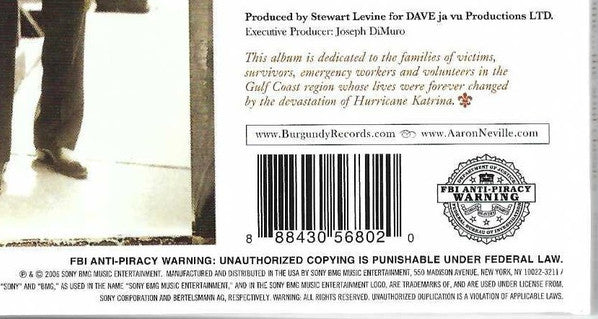 Produced by Stewart Levine for DAVE ja vu Productions LTD.
Executive Producer: Joseph DiMuro
This album is dedicated to the families of victims,
survivors, emergency workers and volunteers in the
Gulf Coast region whose lives were forever changed
by the devastation of Hurricane Katrina.
www.BurgundyRecords.com www.AaronNeville.com
DEPARTMENT OF JUSTICE
FBI ANTI-PIRACY
WARNING
FEDERAL BUREAU OF INVESTIGATION
8 88430 56802 0
FBI ANTI-PIRACY WARNING: UNAUTHORIZED COPYING IS PUNISHABLE UNDER FEDERAL LAW.
℗ & © 2006 SONY BMG MUSIC ENTERTAINMENT. MANUFACTURED AND DISTRIBUTED IN THE USA BY SONY BMG MUSIC ENTERTAINMENT, 550 MADISON AVENUE, NEW YORK, NY 10022-3211 /
"SONY" AND "BMG," AS USED IN THE NAME "SONY BMG MUSIC ENTERTAINMENT," AND IN THE SONY BMG MUSIC ENTERTAINMENT LOGO, ARE TRADEMARKS OF, AND ARE USED UNDER LICENSE FROM,
SONY CORPORATION AND BERTELSMANN AG, RESPECTIVELY. WARNING: ALL RIGHTS RESERVED. UNAUTHORIZED DUPLICATION IS A VIOLATION OF APPLICABLE LAWS.